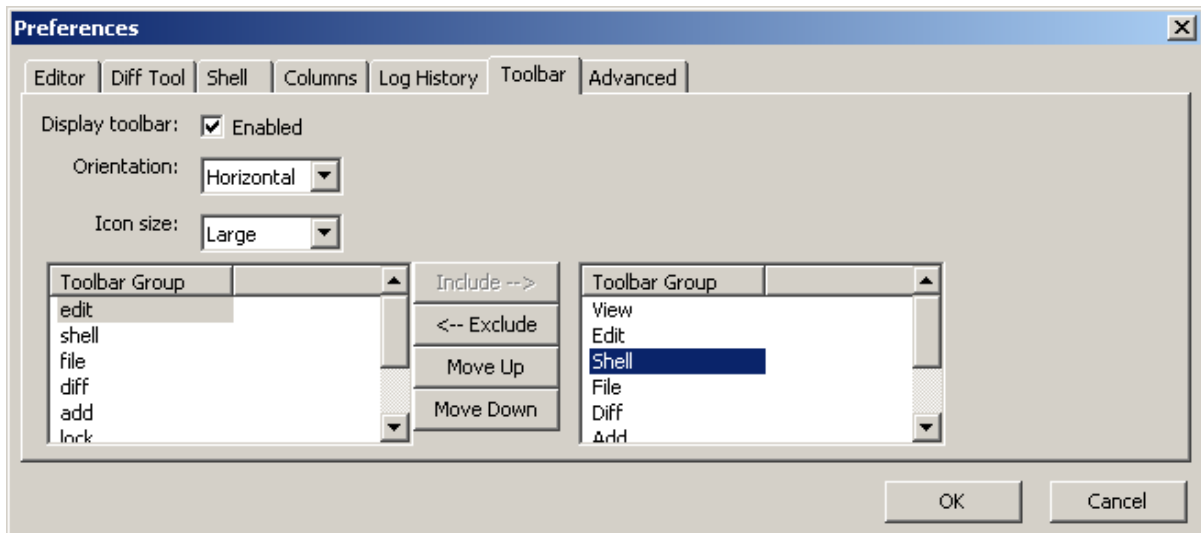 Preferences
Editor Diff Tool Shell Columns Log History Toolbar Advanced
Display toolbar: Enabled
Orientation: Horizontal
Icon size: Large
Toolbar Group
edit
shell
file
diff
add
lock
Include -->
<-- Exclude
Move Up
Move Down
Toolbar Group
View
Edit
Shell
File
Diff
Add
OK Cancel